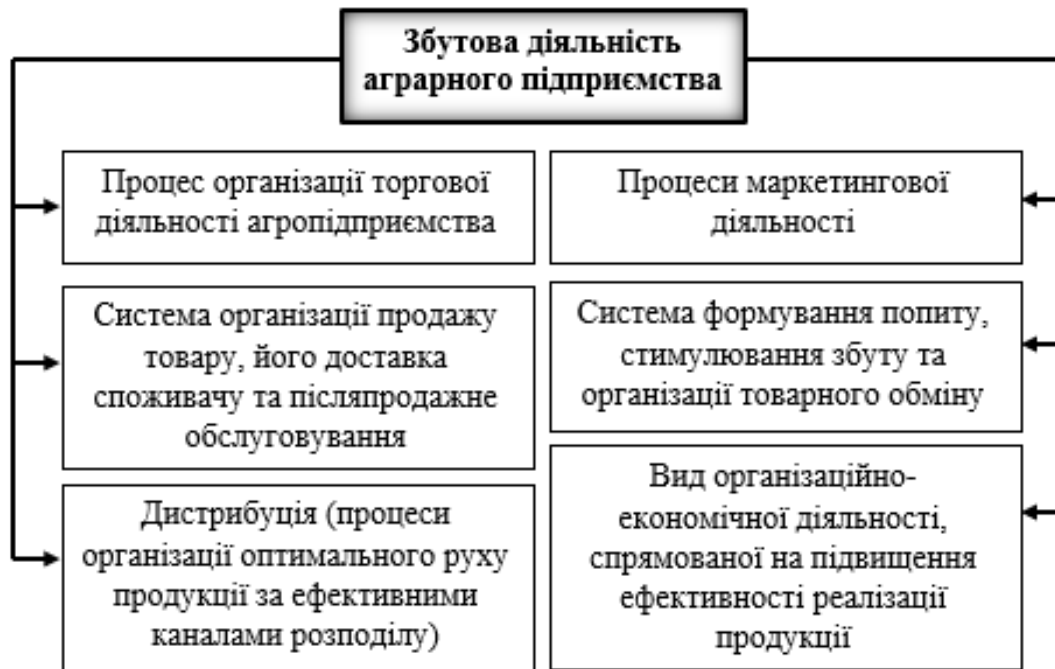 Збутова діяльність
аграрного підприємства
Процес організації торгової
діяльності агропідприємства
Процеси маркетингової
діяльності
Система організації продажу
товару, його доставка
споживачу та післяпродажне
обслуговування
Система формування попиту,
стимулювання збуту та
організації товарного обміну
Дистрибуція (процеси
організації оптимального руху
продукції за ефективними
каналами розподілу)
Вид організаційно-
економічної діяльності,
спрямованої на підвищення
ефективності реалізації
продукції